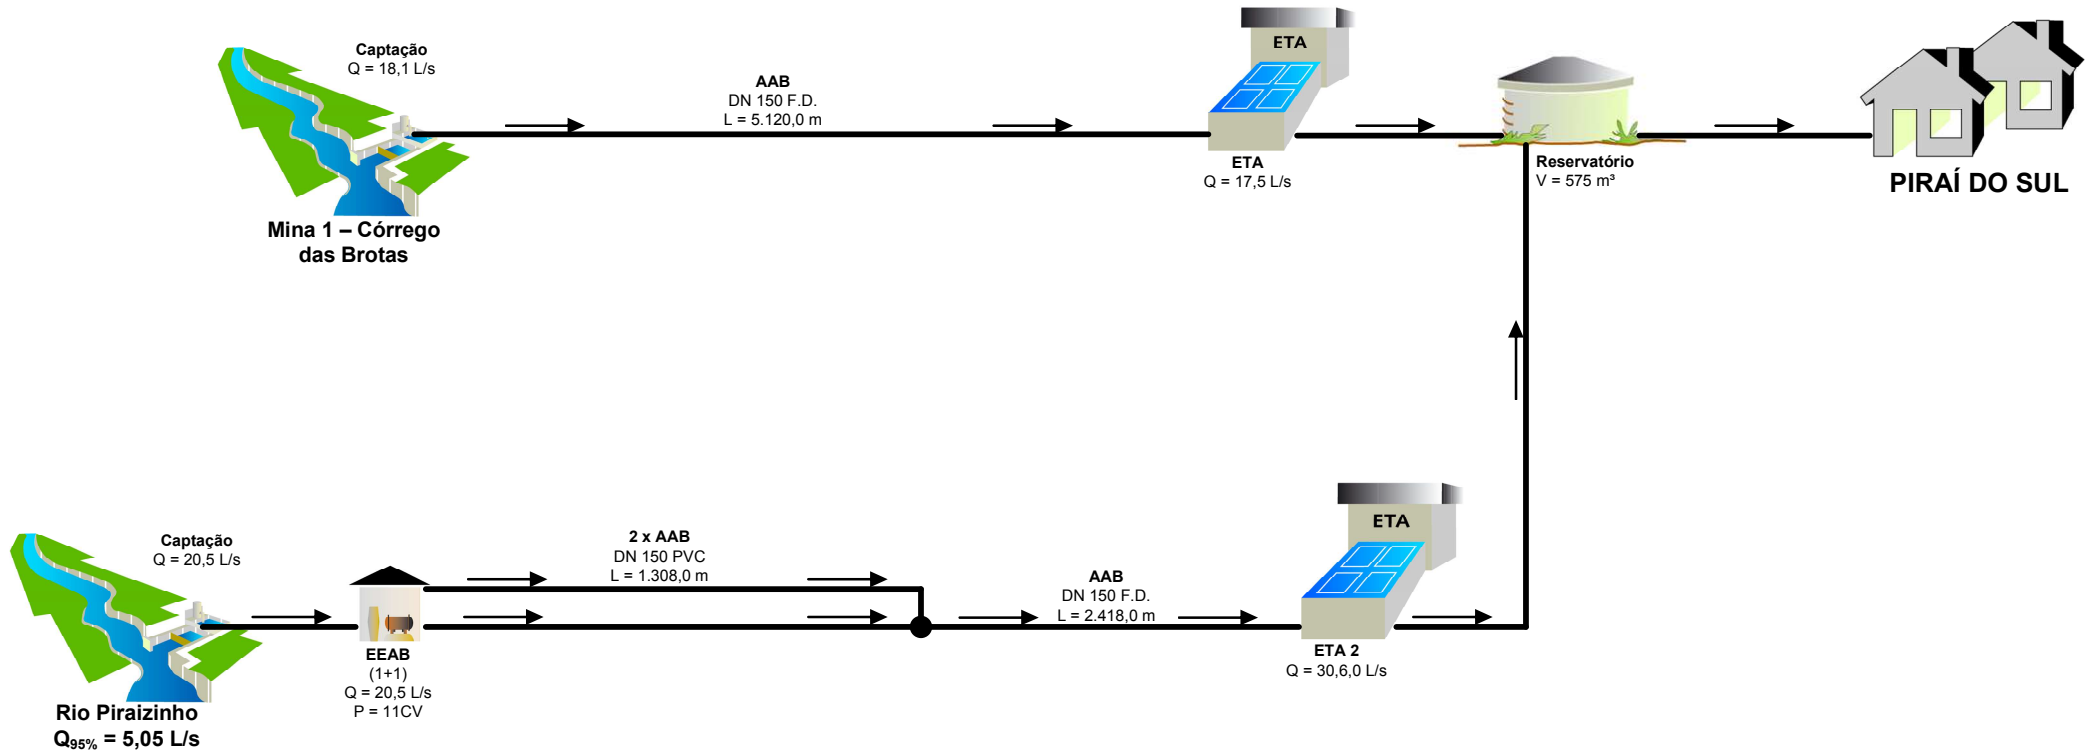 Captação
Q = 18,1 L/s
AAB
DN 150 F.D.
L = 5.120,0 m
ETA
ETA
Q = 17,5 L/s
Reservatório
V = 575 m³
PIRAÍ DO SUL
Mina 1 – Córrego
das Brotas
Captação
Q = 20,5 L/s
2 x AAB
DN 150 PVC
L = 1.308,0 m
AAB
DN 150 F.D.
L = 2.418,0 m
ETA
ETA 2
Q = 30,6,0 L/s
EEAB
(1+1)
Q = 20,5 L/s
P = 11CV
Rio Piraizinho
Q95% = 5,05 L/s